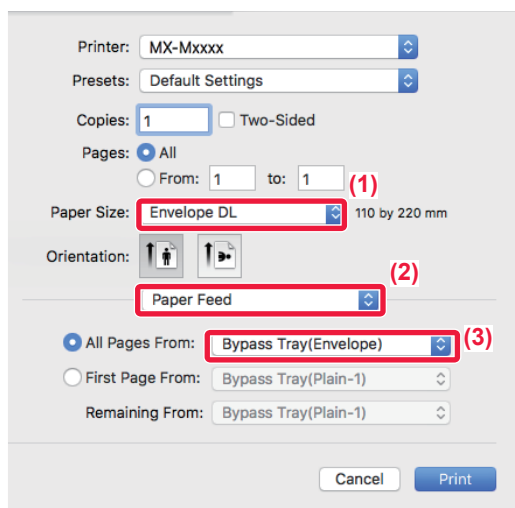 Printer: MX-Mxxxx
Presets: Default Settings
Copies: 1 Two-Sided
Pages: All
From: 1 to: 1
(1)
Paper Size: Envelope DL 110 by 220 mm
Orientation:
(2)
Paper Feed
All Pages From: Bypass Tray(Envelope) (3)
First Page From: Bypass Tray(Plain-1)
Remaining From: Bypass Tray(Plain-1)
Cancel Print